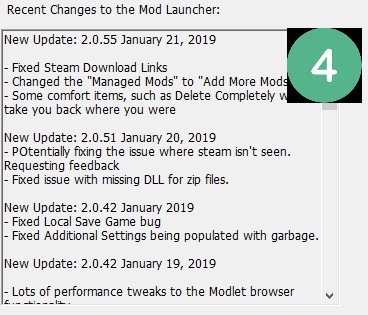 Recent Changes to the Mod Launcher:
New Update: 2.0.55 January 21, 2019
4
- Fixed Steam Download Links
- Changed the "Managed Mods" to "Add More Mods
- Some comfort items, such as Delete Completely
take you back where you were
New Update: 2.0.51 January 20, 2019
- POtentially fixing the issue where steam isn't seen.
Requesting feedback
- Fixed issue with missing DLL for zip files.
New Update: 2.0.42 January 2019
- Fixed Local Save Game bug
- Fixed Additional Settings being populated with garbage.
New Update: 2.0.42 January 19, 2019
- Lots of performance tweaks to the Modlet browser